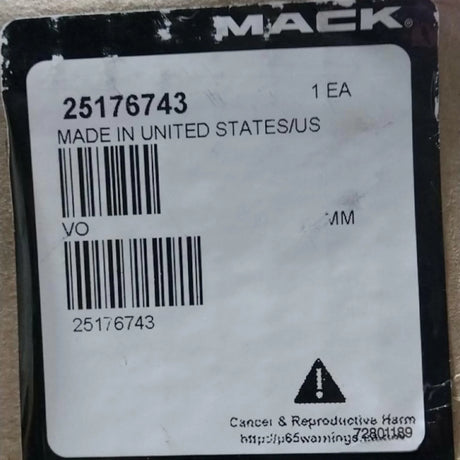 MACK
25176743 1 EA
MADE IN UNITED STATES/US
VO MM
25176743
Cancer & Reproductive Harm
72801189